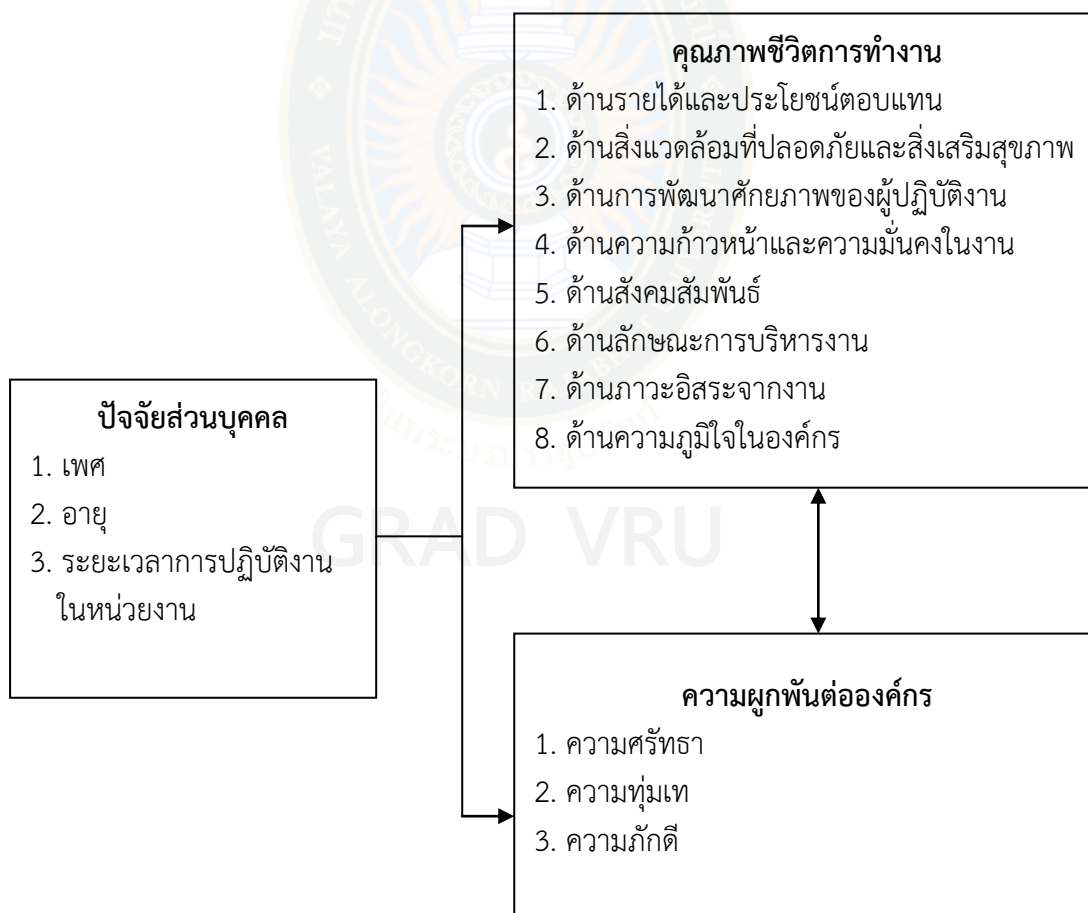 คุณภาพชีวิตการทำงาน
1. ด้านรายได้และประโยชน์ตอบแทน
2. ด้านสิ่งแวดล้อมที่ปลอดภัยและสิ่งเสริมสุขภาพ
3. ด้านการพัฒนาศักยภาพของผู้ปฏิบัติงาน
4. ด้านความก้าวหน้าและความมั่นคงในงาน
5. ด้านสังคมสัมพันธ์
6. ด้านลักษณะการบริหารงาน
7. ด้านภาวะอิสระจากงาน
8. ด้านความภูมิใจในองค์กร
ปัจจัยส่วนบุคคล
1. เพศ
2. อายุ
3. ระยะเวลาการปฏิบัติงาน
ในหน่วยงาน
ความผูกพันต่อองค์กร
1. ความศรัทธา
2. ความทุ่มเท
3. ความภักดี
VALAYA ALONGKORN
GRAD VRU